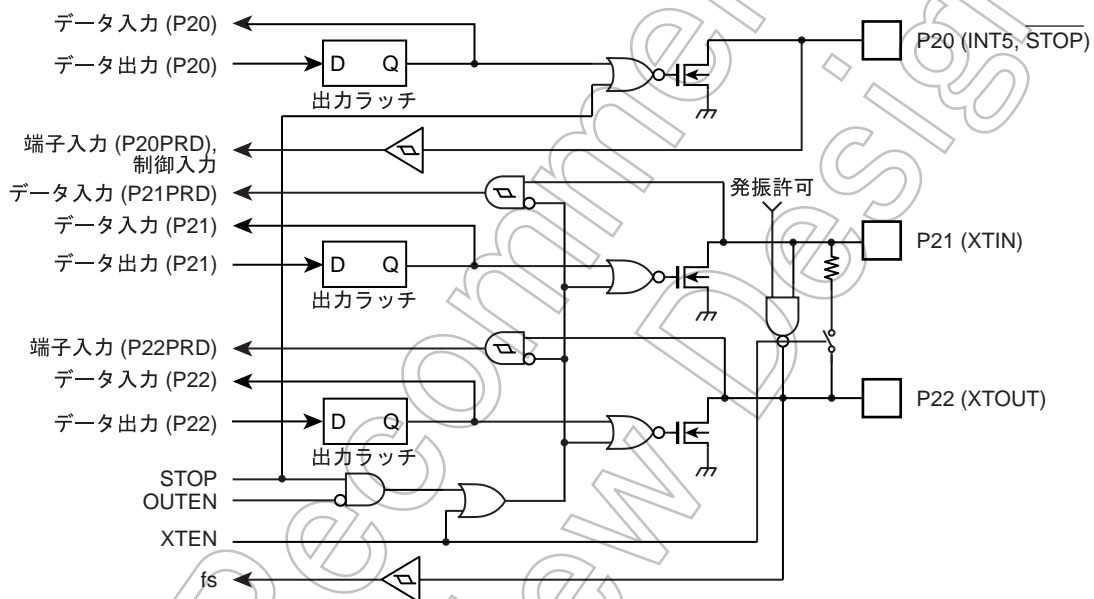 データ入力 (P20)
データ出力 (P20)
D Q
出力ラッチ
P20 (INT5, STOP)
端子入力 (P20PRD),
制御入力
データ入力 (P21PRD)
発振許可
データ入力 (P21)
データ出力 (P21)
D Q
出力ラッチ
P21 (XTIN)
端子入力 (P22PRD)
データ入力 (P22)
データ出力 (P22)
D Q
出力ラッチ
P22 (XTOUT)
STOP
OUTEN
XTEN
fs